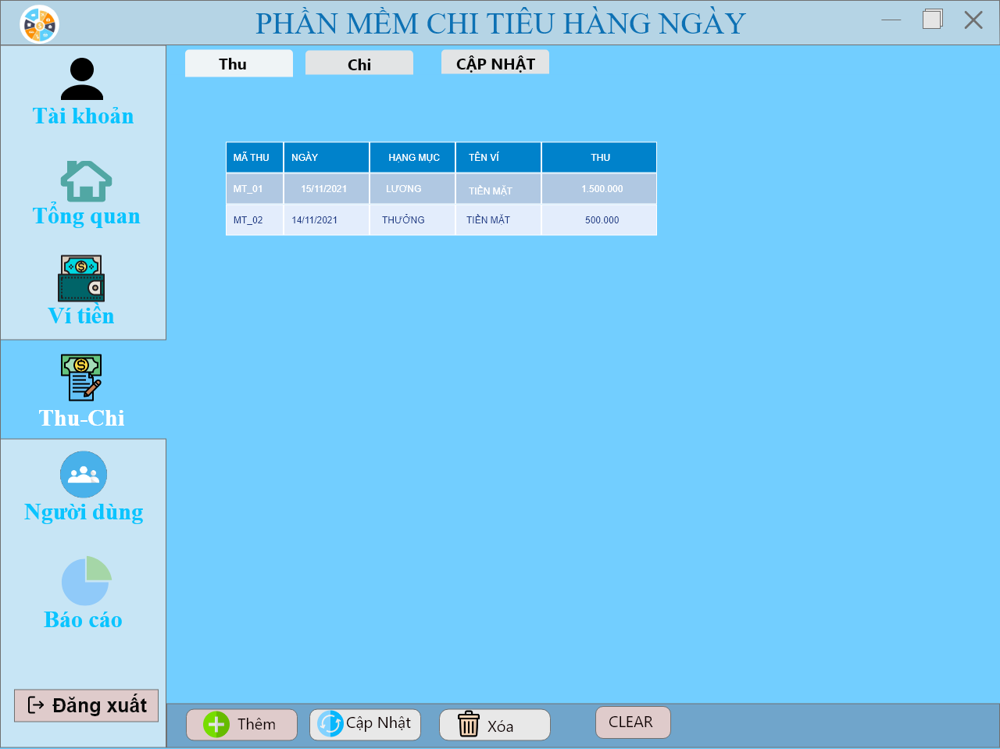 PHẦN MỀM CHI TIÊU HÀNG NGÀY
Tài khoản
Tổng quan
Ví tiền
Thu-Chi
Người dùng
Báo cáo
Đăng xuất
Thu Chi CẬP NHẬT
MÃ THU NGÀY HẠNG MỤC TÊN VÍ THU
MT_01 15/11/2021 LƯƠNG TIỀN MẶT 1.500.000
MT_02 14/11/2021 THƯỞNG TIỀN MẶT 500.000
Thêm Cập Nhật Xóa CLEAR